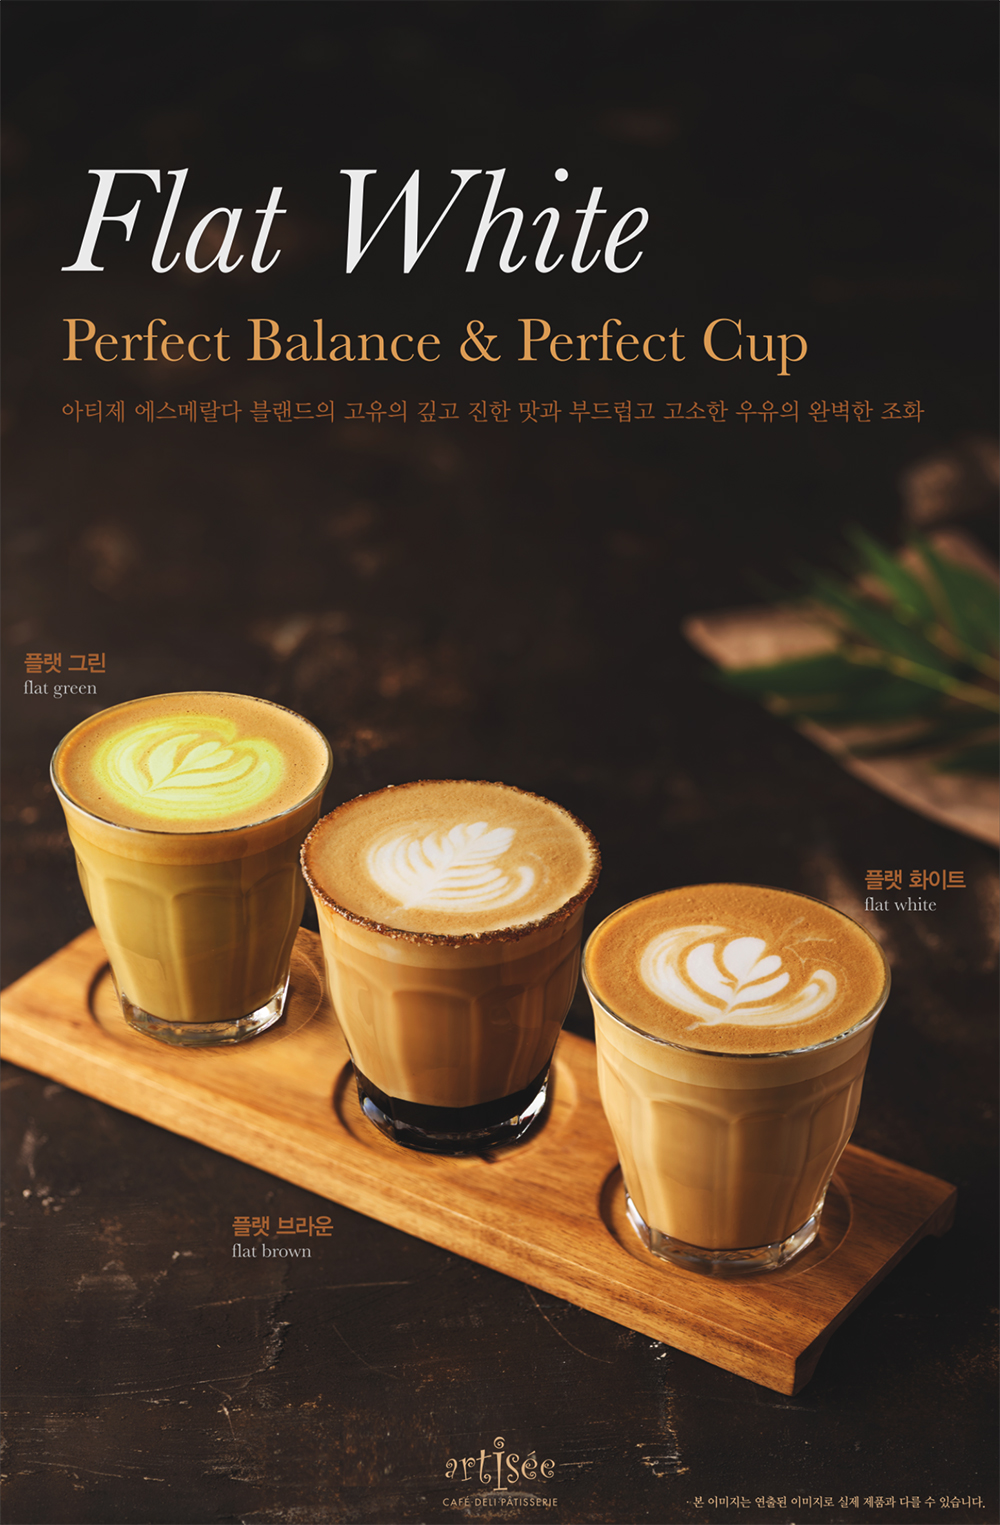 Flat White
Perfect Balance & Perfect Cup
아티제 에스메랄다 블랜드의 고유의 깊고 진한 맛과 부드럽고 고소한 우유의 완벽한 조화
플랫 그린
flat green
플랫 화이트
flat white
플랫 브라운
flat brown
artisée
CAFÉ DELI PÂTISSERIE
· 본 이미지는 연출된 이미지로 실제 제품과 다를 수 있습니다.